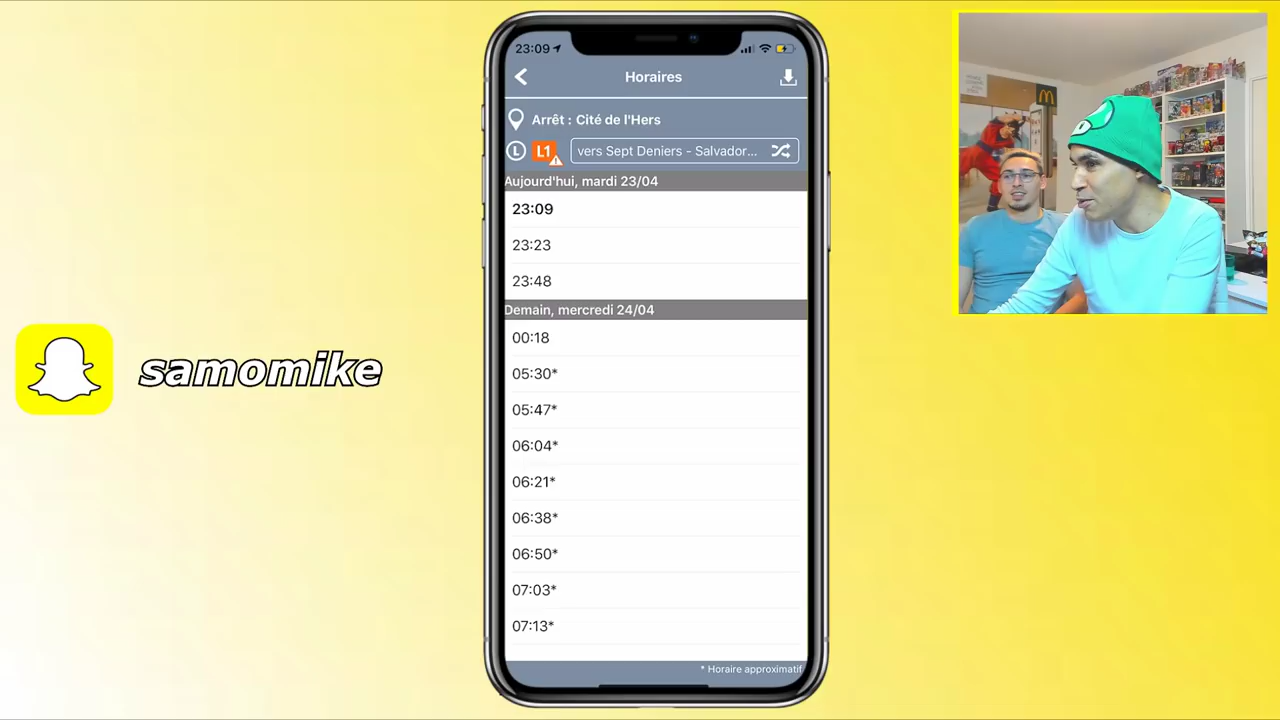 23:09
Horaires
Arrêt : Cité de l'Hers
L L1 vers Sept Deniers - Salvador...
Aujourd'hui, mardi 23/04
23:09
23:23
23:48
Demain, mercredi 24/04
00:18
05:30*
05:47*
06:04*
06:21*
06:38*
06:50*
07:03*
07:13*
* Horaire approximatif
samomike